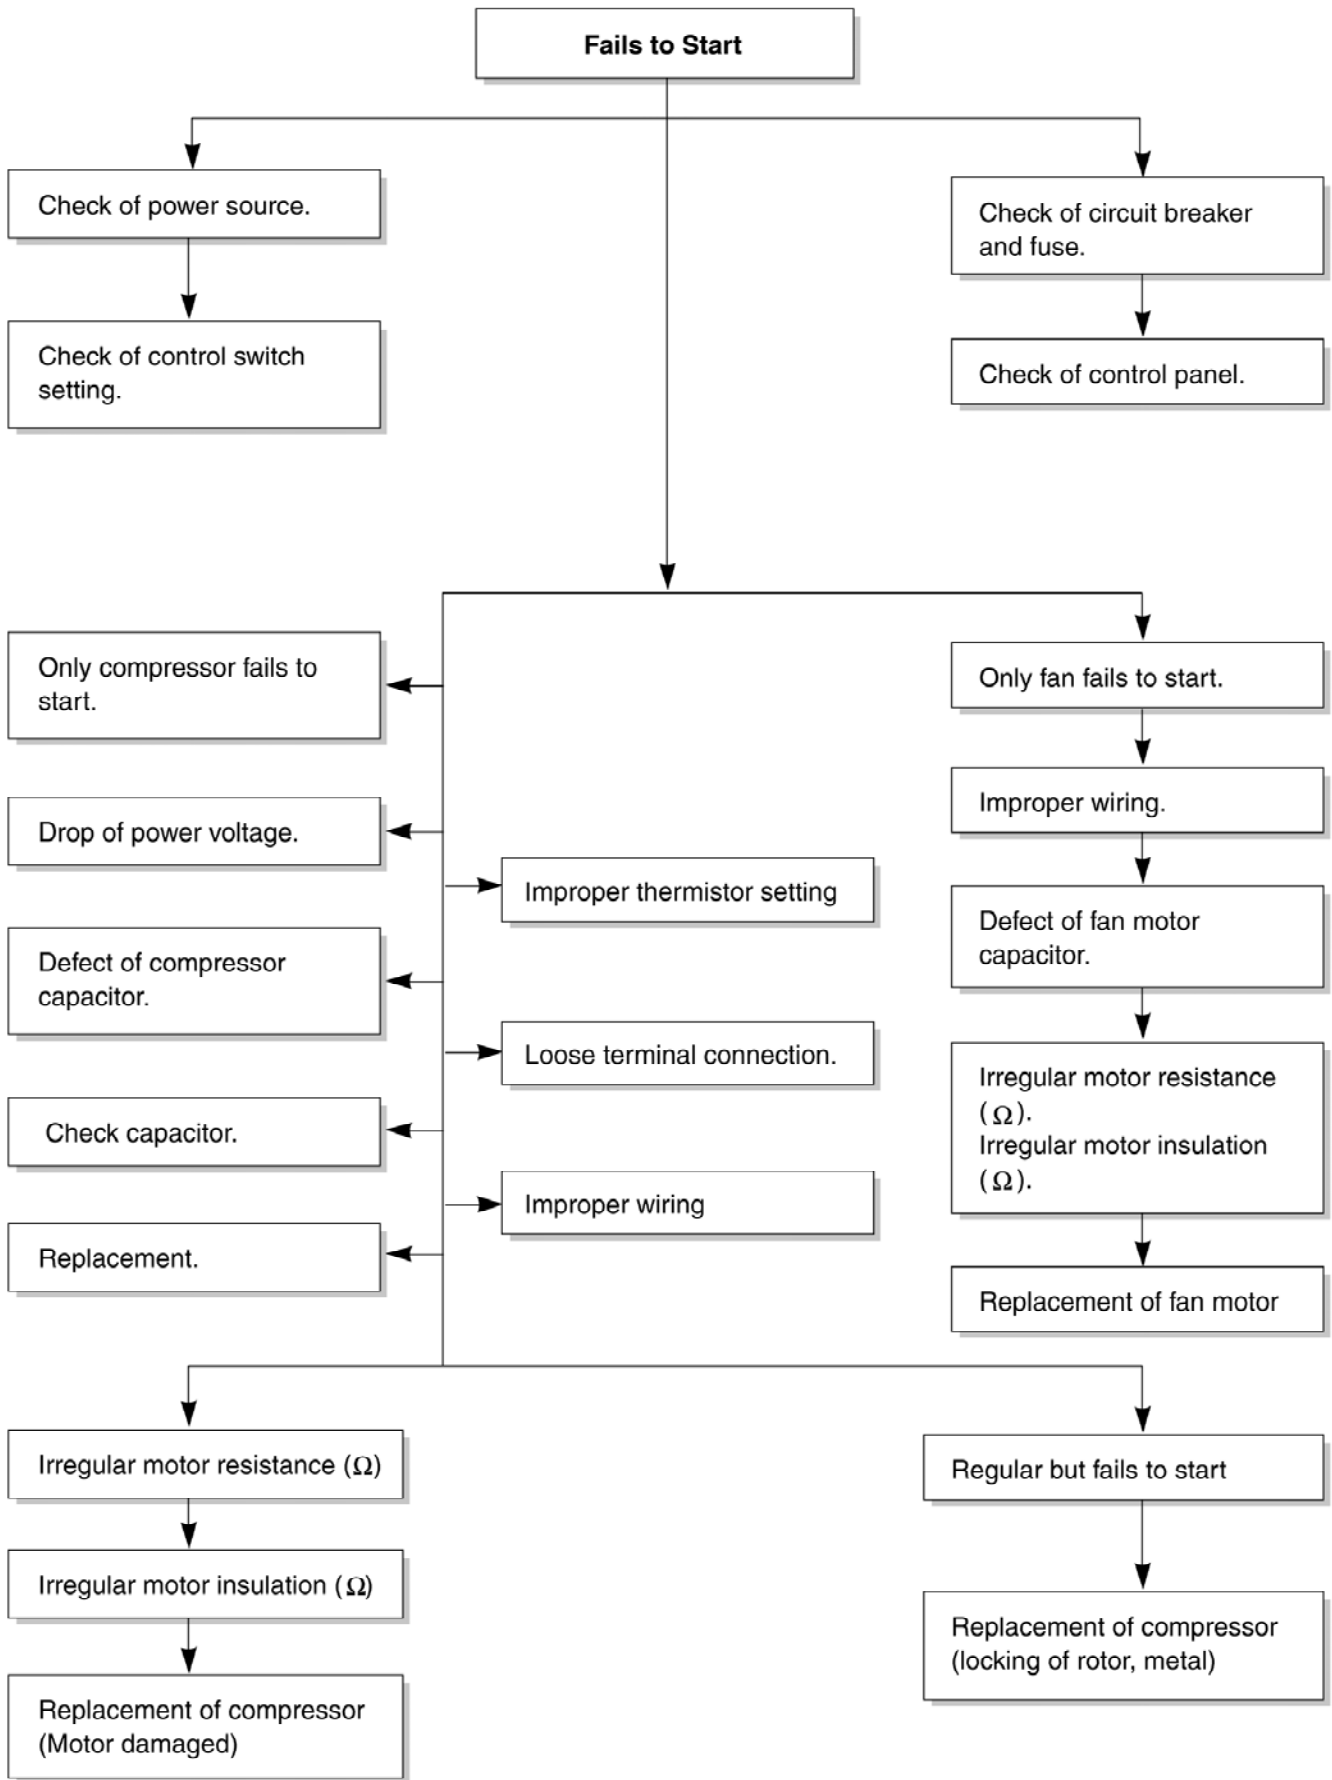 Fails to Start
Check of power source.
Check of circuit breaker
and fuse.
Check of control switch
setting.
Check of control panel.
Only compressor fails to
start.
Only fan fails to start.
Drop of power voltage.
Improper wiring.
Improper thermistor setting
Defect of fan motor
capacitor.
Defect of compressor
capacitor.
Loose terminal connection.
Irregular motor resistance
(Ω).
Irregular motor insulation
(Ω).
Check capacitor.
Improper wiring
Replacement.
Replacement of fan motor
Irregular motor resistance (Ω)
Regular but fails to start
Irregular motor insulation (Ω)
Replacement of compressor
(locking of rotor, metal)
Replacement of compressor
(Motor damaged)